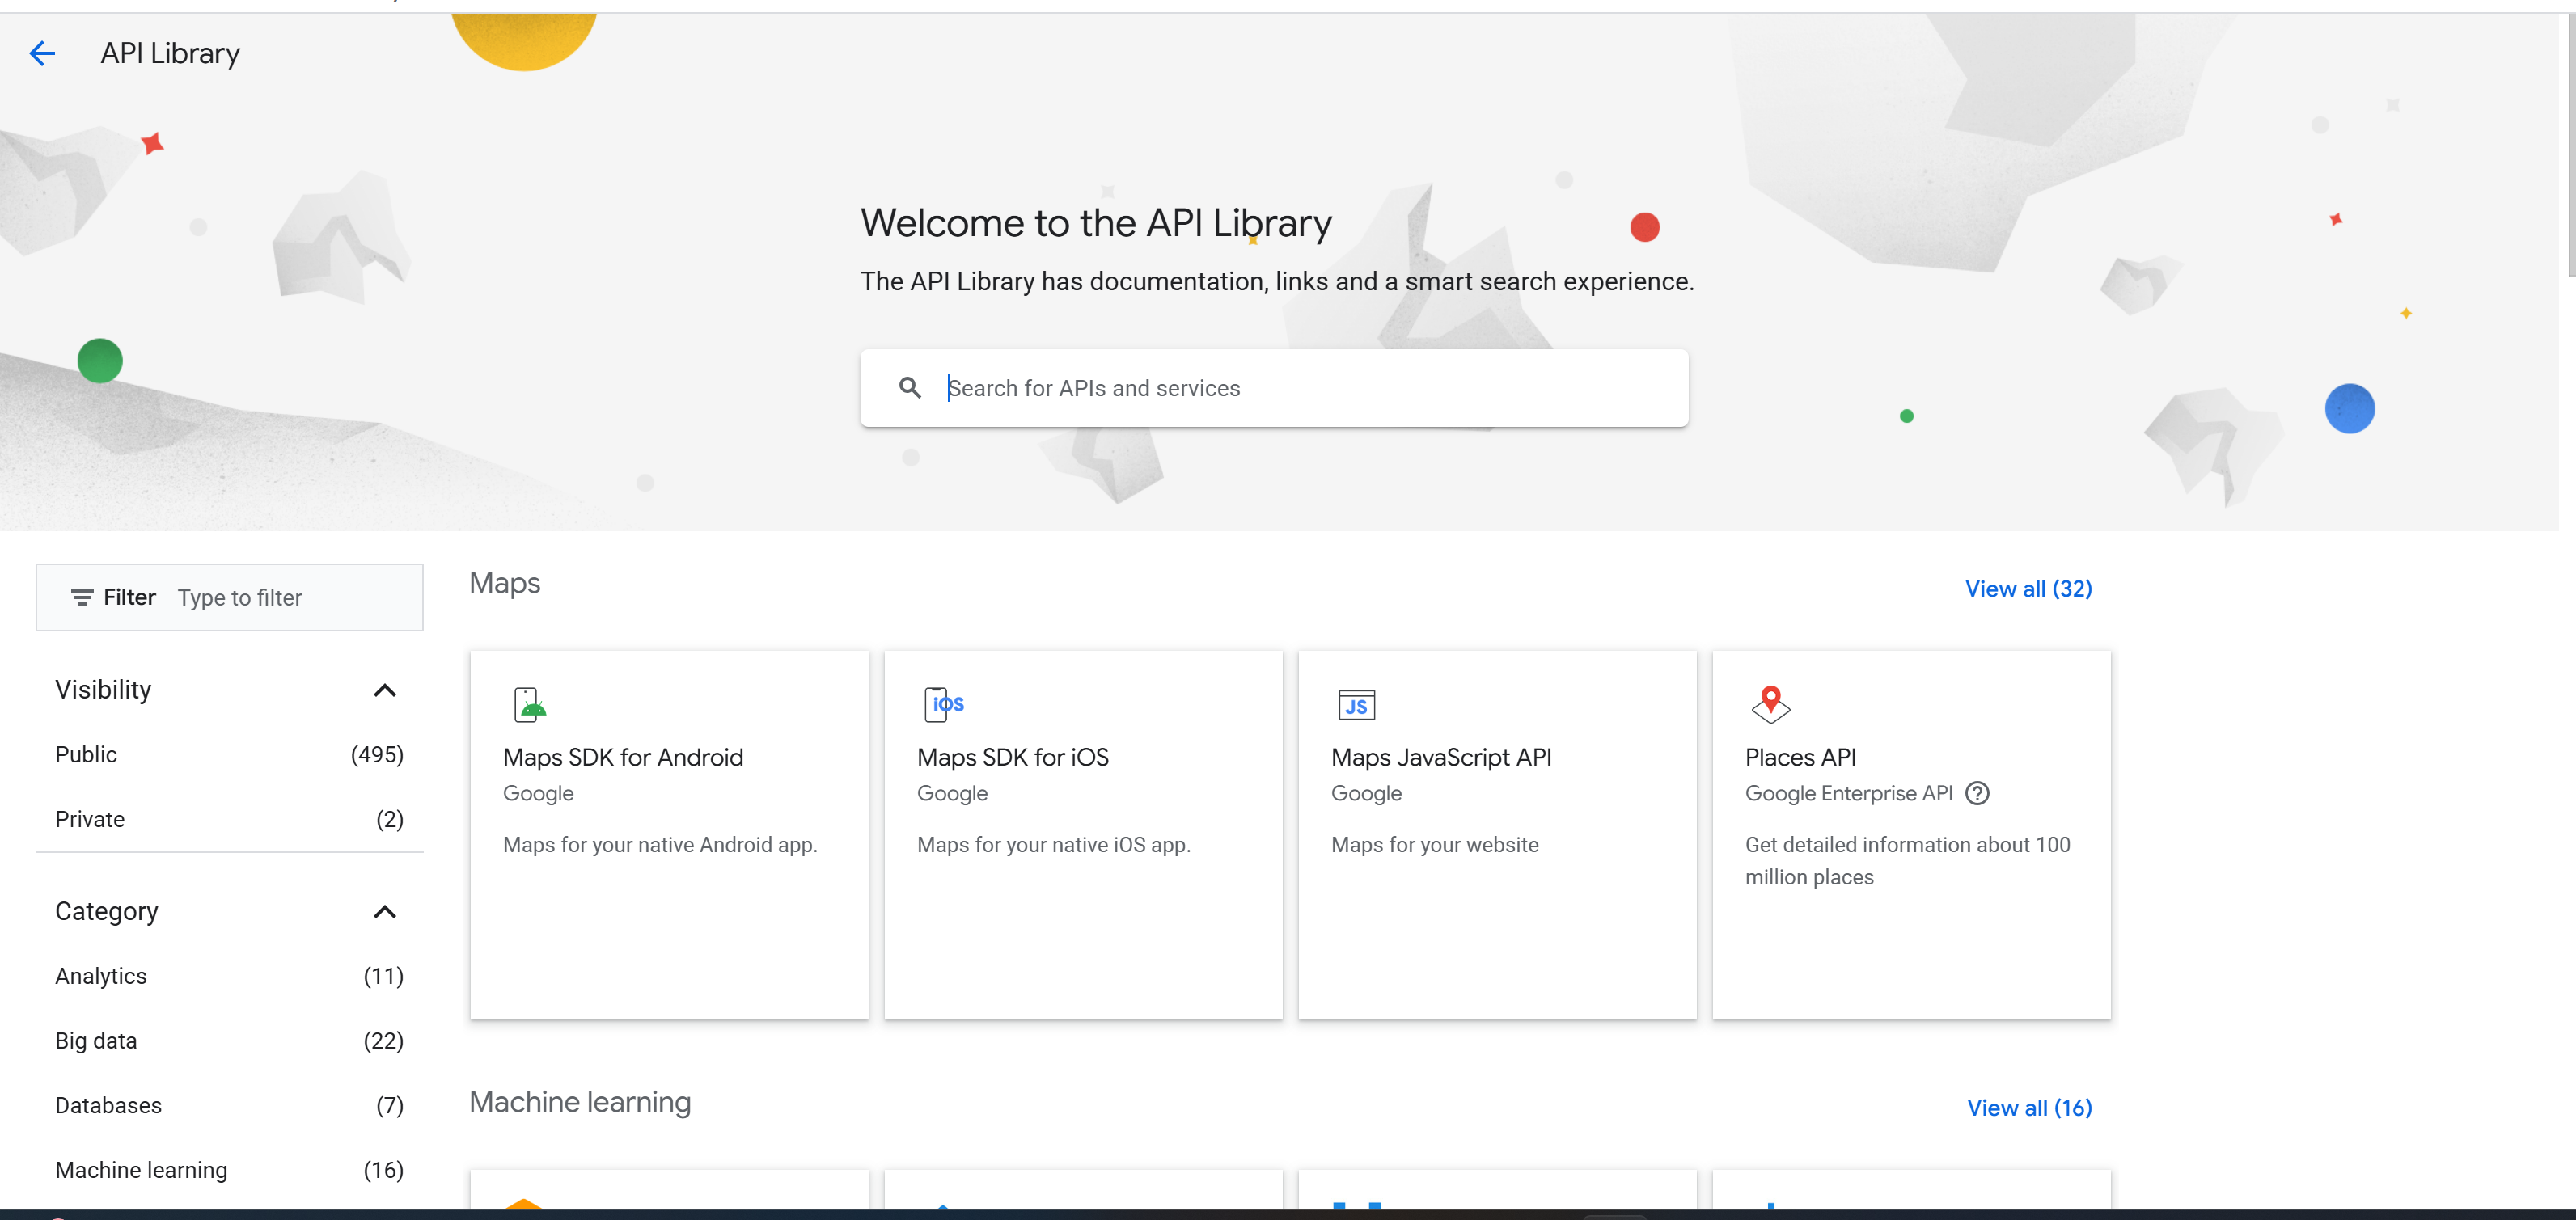 API Library
Welcome to the API Library
The API Library has documentation, links and a smart search experience.
Search for APIs and services
Filter Type to filter
Visibility
Public (495)
Private (2)
Category
Analytics (11)
Big data (22)
Databases (7)
Machine learning (16)
Maps
View all (32)
Maps SDK for Android
Google
Maps for your native Android app.
iOS
Maps SDK for iOS
Google
Maps for your native iOS app.
JS
Maps JavaScript API
Google
Maps for your website
Places API
Google Enterprise API
Get detailed information about 100
million places
Machine learning
View all (16)